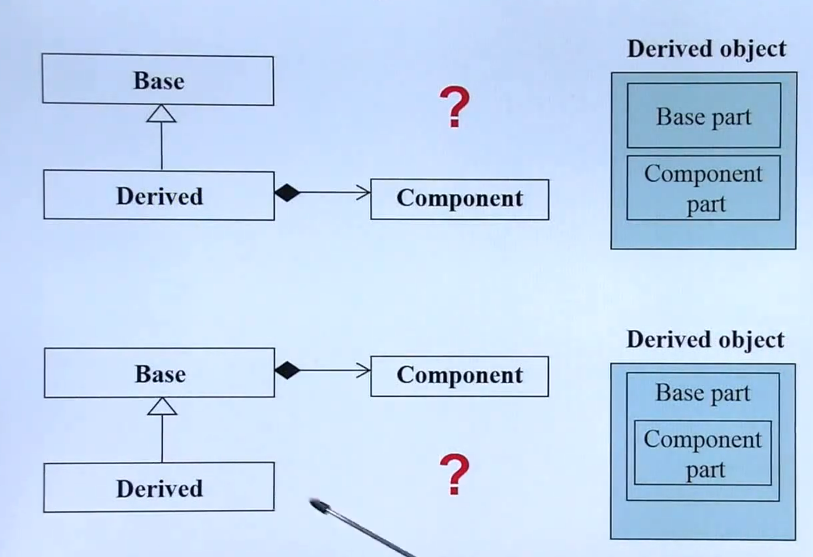 Derived object
Base
?
Base part
Derived
Component
Component
part
Derived object
Base
Component
Base part
Component
part
Derived
?